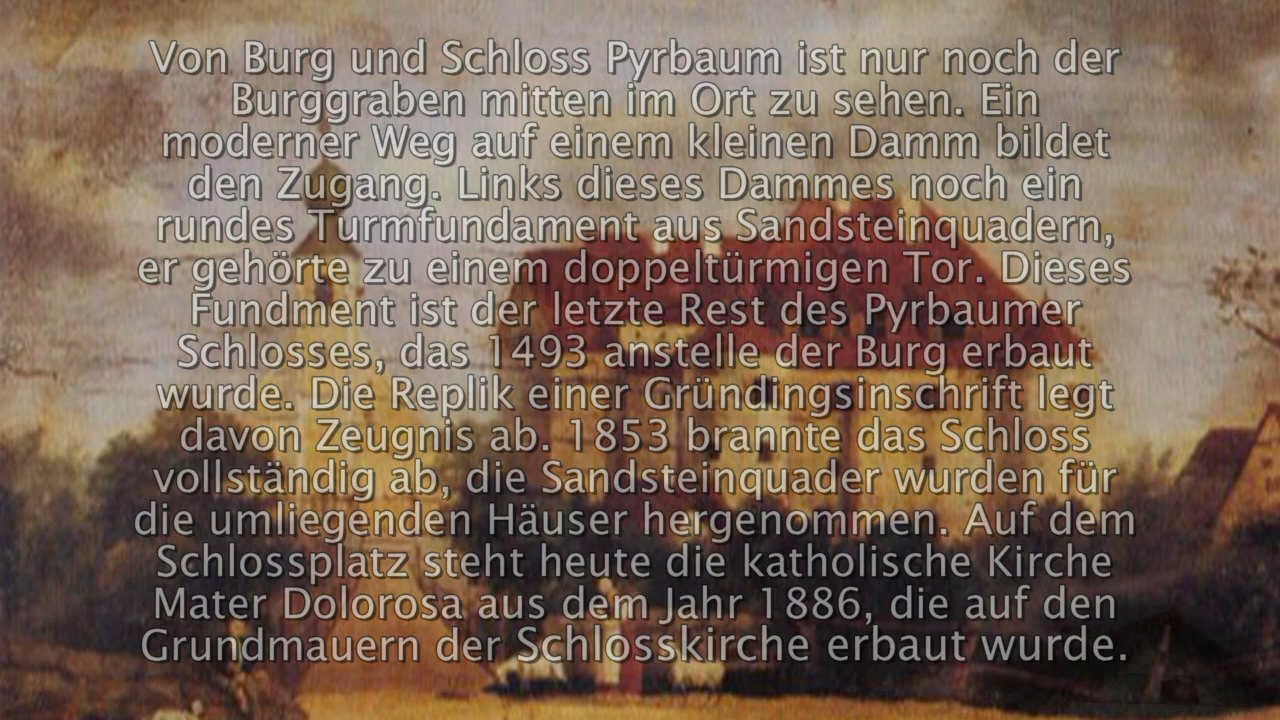 Von Burg und Schloss Pyrbaum ist nur noch der
Burggraben mitten im Ort zu sehen. Ein
moderner Weg auf einem kleinen Damm bildet
den Zugang. Links dieses Dammes noch ein
rundes Turmfundament aus Sandsteinquadern,
er gehörte zu einem doppeltürmigen Tor. Dieses
Fundment ist der letzte Rest des Pyrbaumer
Schlosses, das 1493 anstelle der Burg erbaut
wurde. Die Replik einer Gründingsinschrift legt
davon Zeugnis ab. 1853 brannte das Schloss
vollständig ab, die Sandsteinquader wurden für
die umliegenden Häuser hergenommen. Auf dem
Schlossplatz steht heute die katholische Kirche
Mater Dolorosa aus dem Jahr 1886, die auf den
Grundmauern der Schlosskirche erbaut wurde.